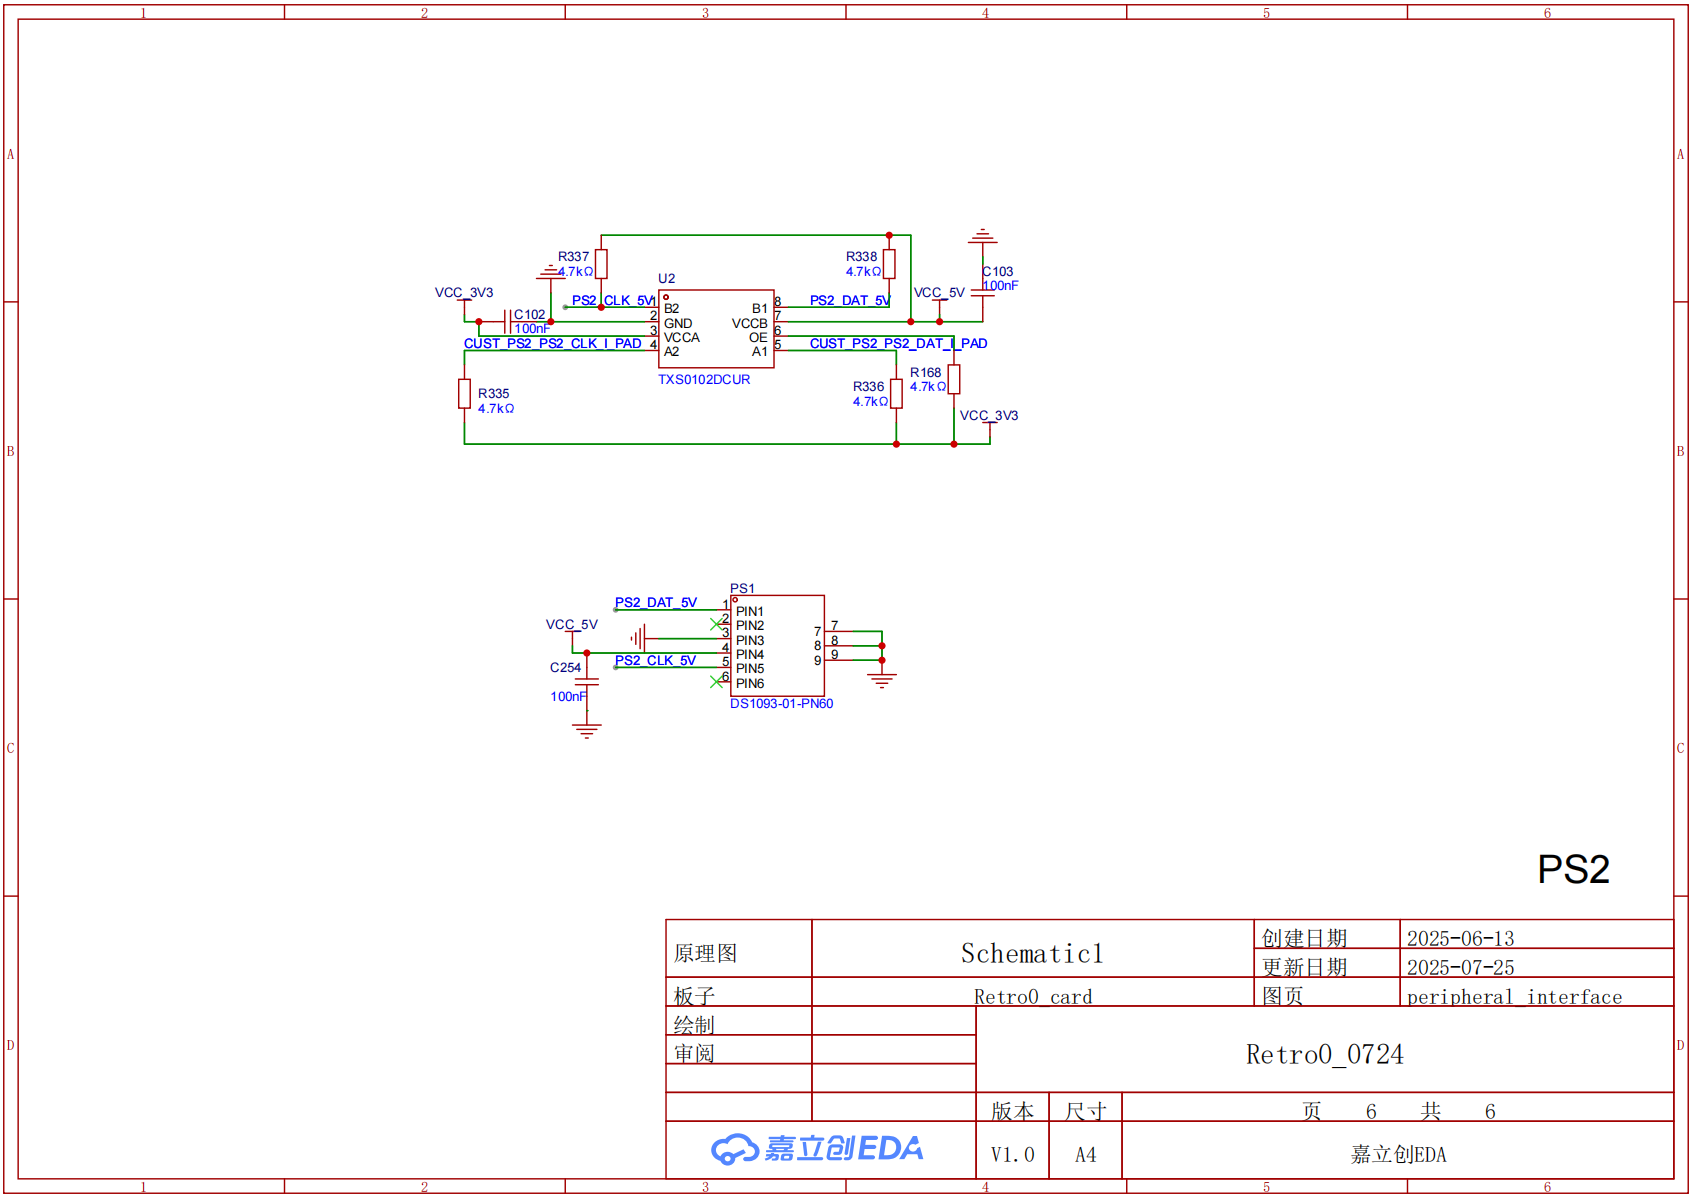 1 2 3 4 5 6
A A
B B
C C
D D
R337
4.7kΩ
R338
4.7kΩ
C103
100nF
U2
VCC_3V3
PS2_CLK_5V
PS2_DAT_5V
VCC_5V
C102
100nF
1 B2
2 GND
3 VCCA
4 A2
B1 8
VCCB 7
OE 6
A1 5
CUST_PS2_PS2_CLK_I_PAD
CUST_PS2_PS2_DAT_I_PAD
TXS0102DCUR
R335
4.7kΩ
R336
4.7kΩ
R168
4.7kΩ
VCC_3V3
PS1
PS2_DAT_5V
VCC_5V
PS2_CLK_5V
C254
100nF
1 PIN1
2 PIN2
3 PIN3
4 PIN4
5 PIN5
6 PIN6
7 7
8 8
9 9
DS1093-01-PN60
PS2
原理图 Schematic1 创建日期 2025-06-13
更新日期 2025-07-25
板子 Retro0_card 图页 peripheral_interface
绘制
审阅
Retro0_0724
版本 尺寸 页 6 共 6
嘉立创EDA V1.0 A4 嘉立创EDA
1 2 3 4 5 6